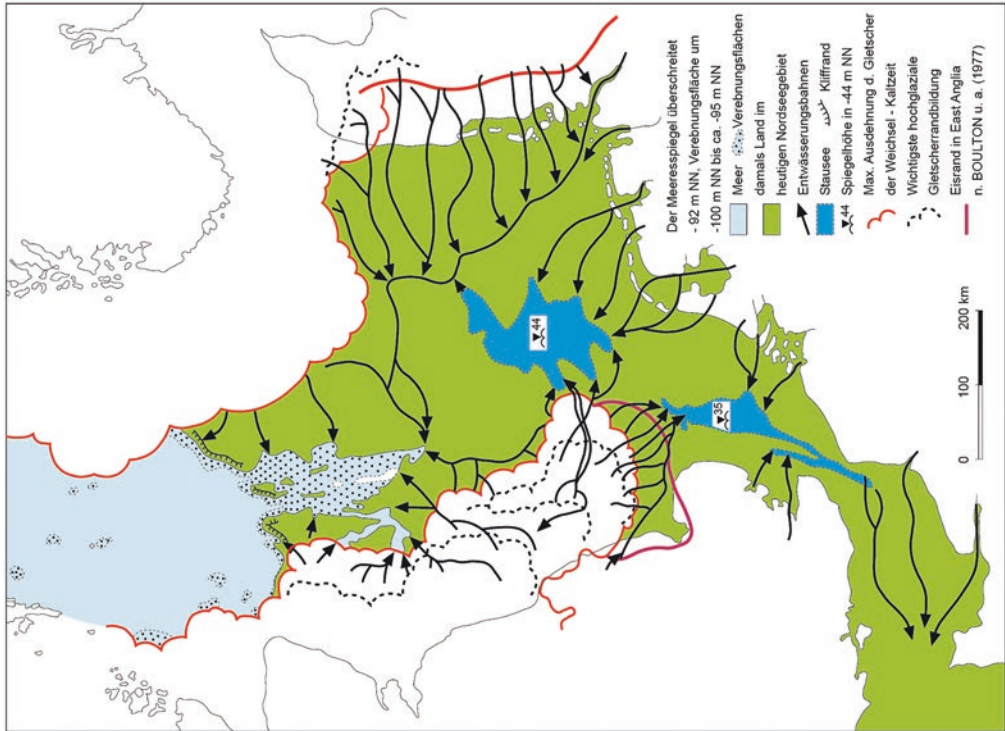 Der Meeresspiegel überschreitet
- 92 m NN, Verebnungsfläche um
-100 m NN bis ca. -95 m NN
Meer Verebnungsflächen
damals Land im
heutigen Nordseegebiet
Entwässerungsbahnen
Stausee Kliffrand
44 Spiegelhöhe in -44 m NN
Max. Ausdehnung d. Gletscher
der Weichsel - Kaltzeit
Wichtigste hochglaziale
Gletscherrandbildung
Eisrand in East Anglia
n. BOULTON u. a. (1977)
44
35
0 100 200 km